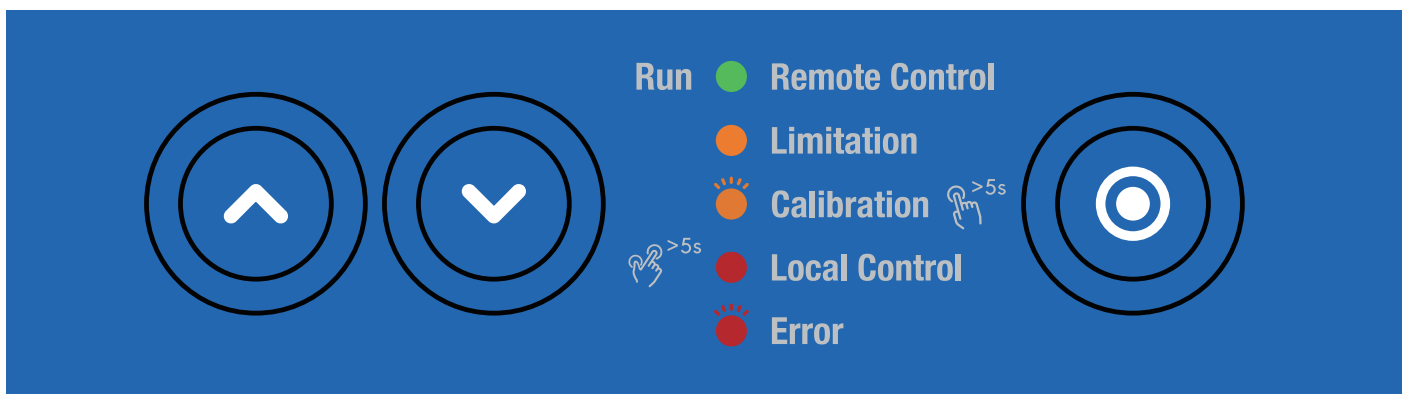 Run Remote Control
Limitation
Calibration >5s
>5s Local Control
Error